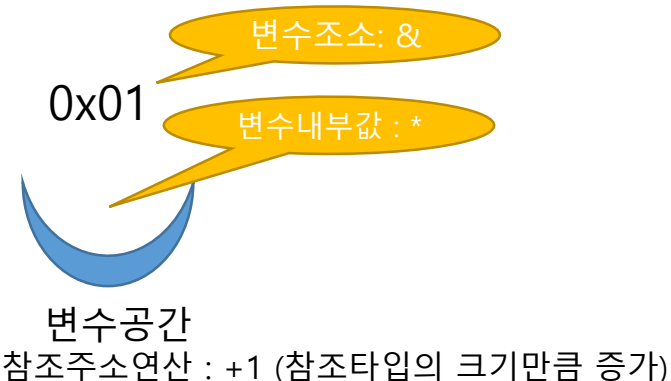 변수조소: &
0x01
변수내부값 : *
변수공간
참조주소연산 : +1 (참조타입의 크기만큼 증가)